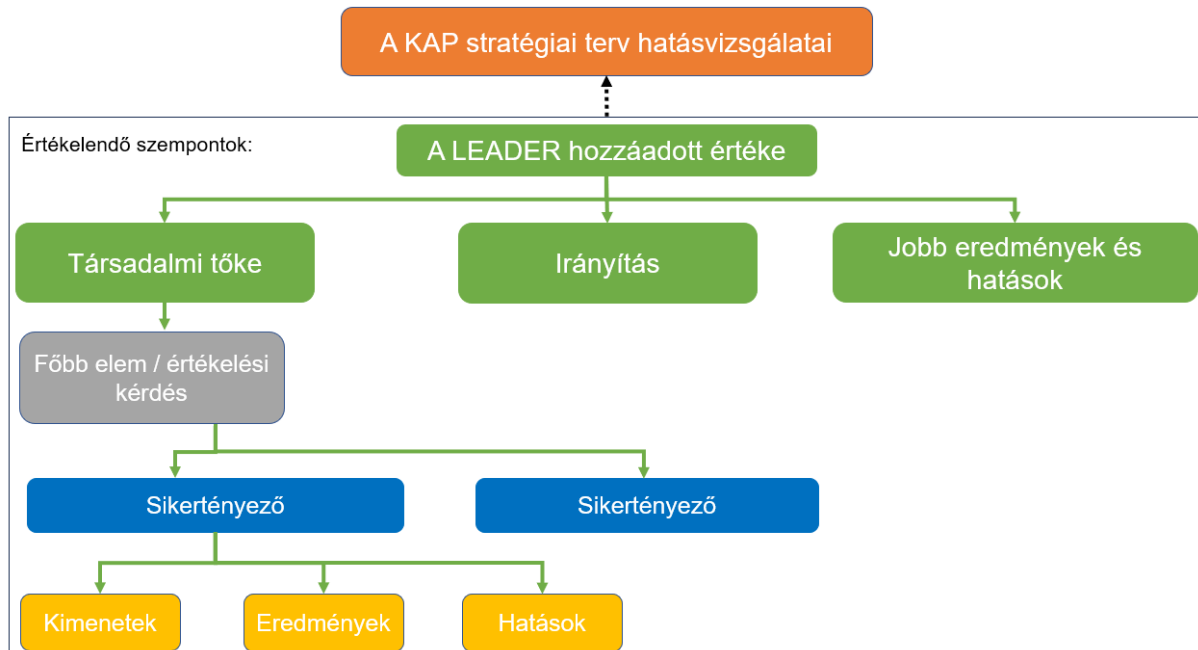 A KAP stratégiai terv hatásvizsgálatai
Értékelendő szempontok:
A LEADER hozzáadott értéke
Társadalmi tőke
Irányítás
Jobb eredmények és
hatások
Főbb elem / értékelési
kérdés
Sikertényező
Sikertényező
Kimenetek
Eredmények
Hatások